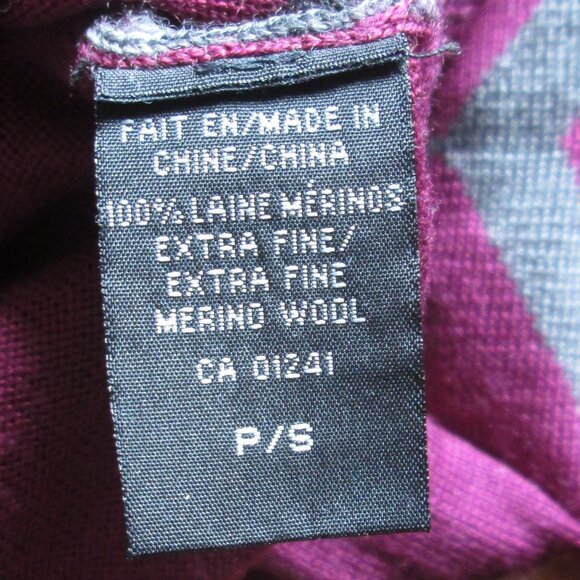 FAIT EN/MADE IN
CHINE/CHINA
100% LAINE MÉRINOS
EXTRA FINE/
EXTRA FINE
MERINO WOOL
CA 01241
P/S